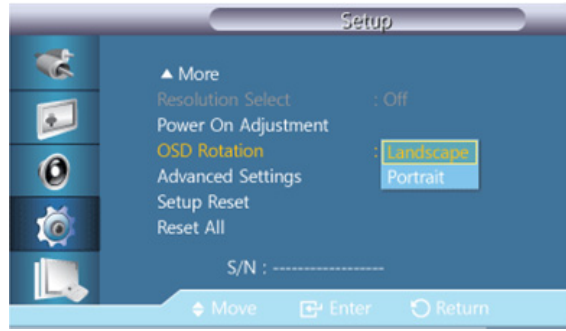 Setup
▲ More
Resolution Select : Off
Power On Adjustment
OSD Rotation : Landscape
Advanced Settings Portrait
Setup Reset
Reset All
S/N : ------------------
Move Enter Return